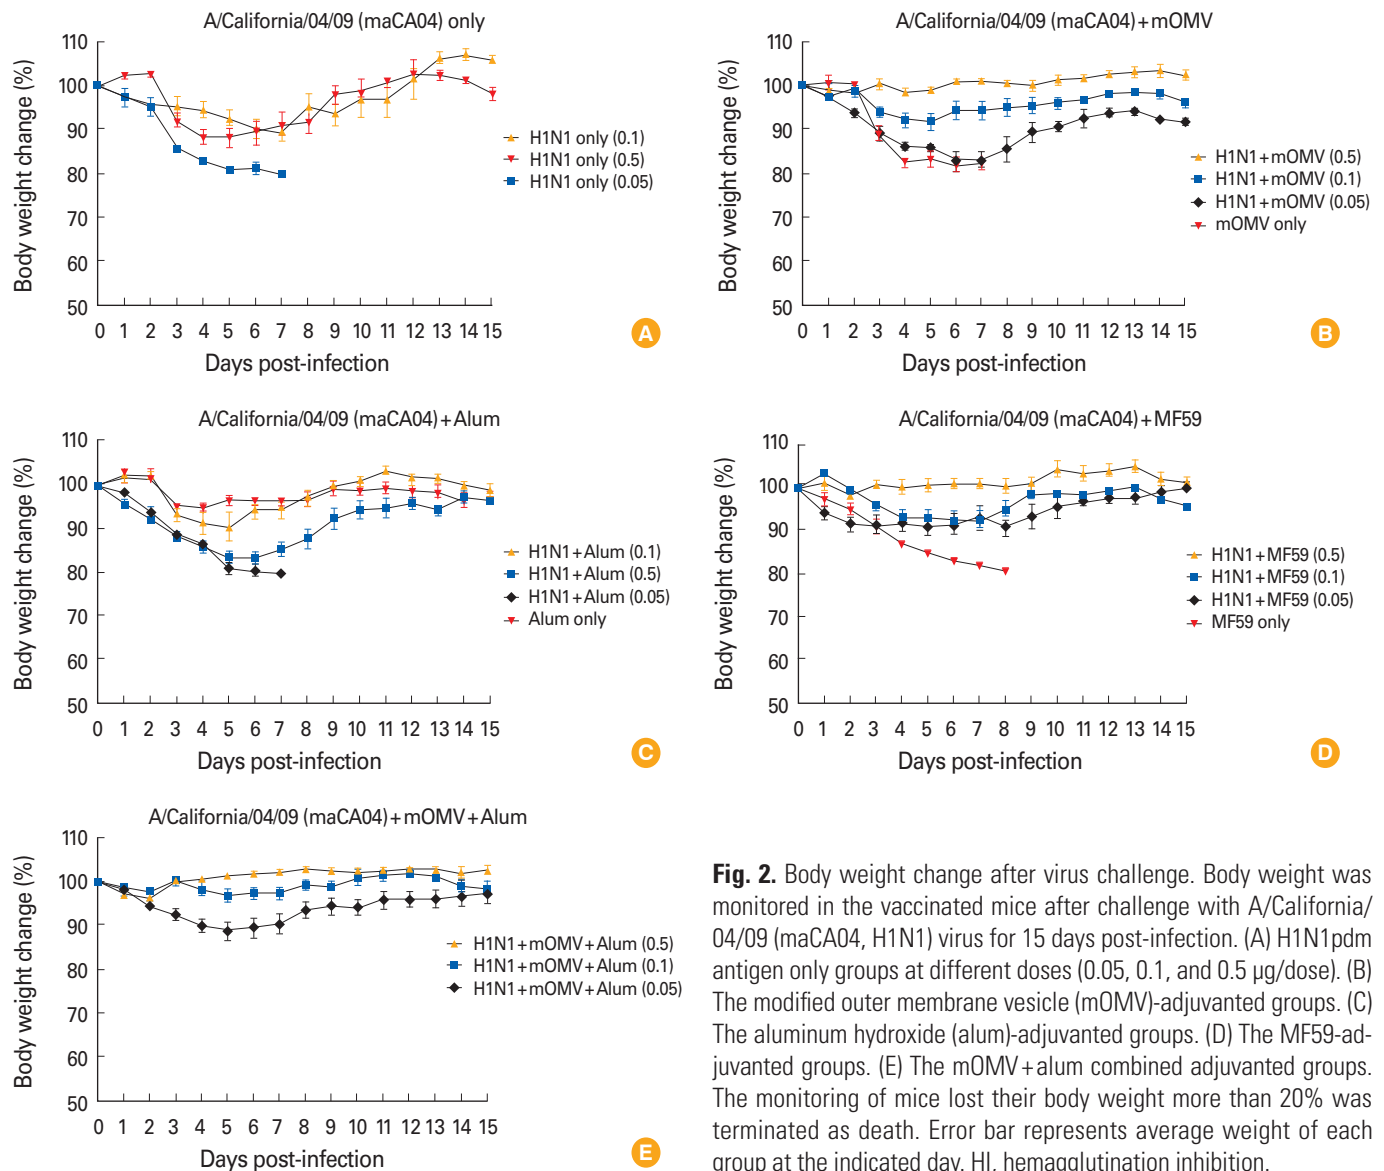 A/California/04/09 (maCA04) only
Body weight change (%)
110
100
90
80
70
60
50
0 1 2 3 4 5 6 7 8 9 10 11 12 13 14 15
Days post-infection
H1N1 only (0.1)
H1N1 only (0.5)
H1N1 only (0.05)
A
A/California/04/09 (maCA04)+mOMV
Body weight change (%)
110
100
90
80
70
60
50
0 1 2 3 4 5 6 7 8 9 10 11 12 13 14 15
Days post-infection
H1N1+mOMV (0.5)
H1N1+mOMV (0.1)
H1N1+mOMV (0.05)
mOMV only
B
A/California/04/09 (maCA04)+Alum
Body weight change (%)
110
100
90
80
70
60
50
0 1 2 3 4 5 6 7 8 9 10 11 12 13 14 15
Days post-infection
H1N1+Alum (0.1)
H1N1+Alum (0.5)
H1N1+Alum (0.05)
Alum only
C
A/California/04/09 (maCA04)+MF59
Body weight change (%)
110
100
90
80
70
60
50
0 1 2 3 4 5 6 7 8 9 10 11 12 13 14 15
Days post-infection
H1N1+MF59 (0.5)
H1N1+MF59 (0.1)
H1N1+MF59 (0.05)
MF59 only
D
A/California/04/09 (maCA04)+mOMV+Alum
Body weight change (%)
110
100
90
80
70
60
50
0 1 2 3 4 5 6 7 8 9 10 11 12 13 14 15
Days post-infection
H1N1+mOMV+Alum (0.5)
H1N1+mOMV+Alum (0.1)
H1N1+mOMV+Alum (0.05)
E
Fig. 2. Body weight change after virus challenge. Body weight was
monitored in the vaccinated mice after challenge with A/California/
04/09 (maCA04, H1N1) virus for 15 days post-infection. (A) H1N1pdm
antigen only groups at different doses (0.05, 0.1, and 0.5 µg/dose). (B)
The modified outer membrane vesicle (mOMV)-adjuvanted groups. (C)
The aluminum hydroxide (alum)-adjuvanted groups. (D) The MF59-ad-
juvanted groups. (E) The mOMV+alum combined adjuvanted groups.
The monitoring of mice lost their body weight more than 20% was
terminated as death. Error bar represents average weight of each
group at the indicated day. HI, hemagglutination inhibition.